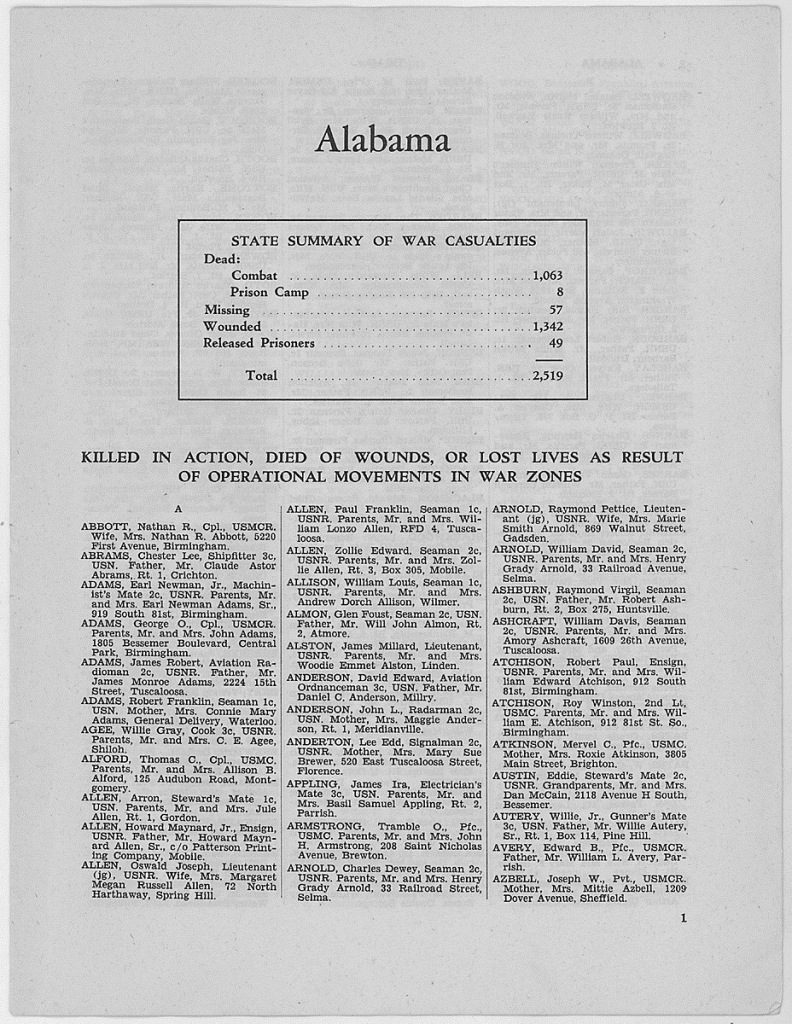 Alabama
STATE SUMMARY OF WAR CASUALTIES
Dead:
Combat 1,063
Prison Camp 8
Missing 57
Wounded 1,342
Released Prisoners 49
Total 2,519
KILLED IN ACTION, DIED OF WOUNDS, OR LOST LIVES AS RESULT
OF OPERATIONAL MOVEMENTS IN WAR ZONES
A
ABBOTT, Nathan R., Cpl., USMCR.
Wife, Mrs. Nathan R. Abbott, 5220
First Avenue, Birmingham.
ABRAMS, Chester Lee, Shipfitter 3c,
USN. Father, Mr. Claude Astor
Abrams, Rt. 1, Crichton.
ADAMS, Earl Newman, Jr., Machin-
ist's Mate 2c, USNR. Parents, Mr.
and Mrs. Earl Newman Adams, Sr.,
919 South 81st, Birmingham.
ADAMS, George O., Cpl., USMCR.
Parents, Mr. and Mrs. John Adams,
1805 Bessemer Boulevard, Central
Park, Birmingham.
ADAMS, James Robert, Aviation Ra-
dioman 2c, USNR. Father, Mr.
James Monroe Adams, 2224 15th
Street, Tuscaloosa.
ADAMS, Robert Franklin, Seaman 1c,
USN. Mother, Mrs. Connie Mary
Adams, General Delivery, Waterloo.
AGEE, Willie Gray, Cook 3c, USNR.
Parents, Mr. and Mrs. C. E. Agee,
Shiloh.
ALFORD, Thomas C., Cpl., USMC.
Parents, Mr. and Mrs. Allison B.
Alford, 125 Audubon Road, Mont-
gomery.
ALLEN, Arron, Steward's Mate 1c,
USN. Parents, Mr. and Mrs. Jule
Allen, Rt. 1, Gordon.
ALLEN, Howard Maynard, Jr., Ensign,
USNR. Father, Mr. Howard Mayn-
ard Allen, Sr., c/o Patterson Print-
ing Company, Mobile.
ALLEN, Oswald Joseph, Lieutenant
(jg), USNR. Wife, Mrs. Margaret
Megan Russell Allen, 72 North
Harthaway, Spring Hill.
ALLEN, Paul Franklin, Seaman 1c,
USNR. Parents, Mr. and Mrs. Wil-
liam Lonzo Allen, RFD 4, Tusca-
loosa.
ALLEN, Zollie Edward, Seaman 2c,
USNR. Parents, Mr. and Mrs. Zol-
lie Allen, Rt. 3, Box 305, Mobile.
ALLISON, William Louis, Seaman 1c,
USNR. Parents, Mr. and Mrs.
Andrew Dorch Allison, Wilmer.
ALMON, Glen Foust, Seaman 2c, USN.
Father, Mr. Will John Almon, Rt.
2, Atmore.
ALSTON, James Millard, Lieutenant,
USNR. Parents, Mr. and Mrs.
Woodie Emmet Alston, Linden.
ANDERSON, David Edward, Aviation
Ordnanceman 3c, USN. Father, Mr.
Daniel C. Anderson, Millry.
ANDERSON, John L., Radarman 2c,
USN. Mother, Mrs. Maggie Ander-
son, Rt. 1, Meridianville.
ANDERTON, Lee Edd, Signalman 2c,
USNR. Mother, Mrs. Mary Sue
Brewer, 520 East Tuscaloosa Street,
Florence.
APPLING, James Ira, Electrician's
Mate 3c, USNR. Parents, Mr. and
Mrs. Basil Samuel Appling, Rt. 2,
Parrish.
ARMSTRONG, Tramble O., Pfc.,
USMC. Parents, Mr. and Mrs. John
H. Armstrong, 208 Saint Nicholas
Avenue, Brewton.
ARNOLD, Charles Dewey, Seaman 2c,
USNR. Parents, Mr. and Mrs. Henry
Grady Arnold, 33 Railroad Street,
Selma.
ARNOLD, Raymond Pettice, Lieuten-
ant (jg), USNR. Wife, Mrs. Marie
Smith Arnold, 869 Walnut Street,
Gadsden.
ARNOLD, William David, Seaman 2c,
USNR. Parents, Mr. and Mrs. Henry
Grady Arnold, 33 Railroad Avenue,
Selma.
ASHBURN, Raymond Virgil, Seaman
2c, USN. Father, Mr. Robert Ash-
burn, Rt. 2, Box 275, Huntsville.
ASHCRAFT, William Davis, Seaman
2c, USNR. Parents, Mr. and Mrs.
Amory Ashcraft, 1609 26th Avenue,
Tuscaloosa.
ATCHISON, Robert Paul, Ensign,
USNR. Parents, Mr. and Mrs. Wil-
liam Edward Atchison, 912 South
81st, Birmingham.
ATCHISON, Roy Winston, 2nd Lt,
USMC. Parents, Mr. and Mrs. Wil-
liam E. Atchison, 912 81st St. So.,
Birmingham.
ATKINSON, Mervel C., Pfc., USMC.
Mother, Mrs. Roxie Atkinson, 3805
Main Street, Brighton.
AUSTIN, Eddie, Steward's Mate 2c,
USNR. Grandparents, Mr. and Mrs.
Dan McCain, 2118 Avenue H South,
Bessemer.
AUTERY, Willie, Jr., Gunner's Mate
3c, USN. Father, Mr. Willie Autery,
Sr., Rt. 1, Box 114, Pine Hill.
AVERY, Edward B., Pfc., USMCR.
Father, Mr. William L. Avery, Par-
rish.
AZBELL, Joseph W., Pvt., USMCR.
Mother, Mrs. Mittie Azbell, 1209
Dover Avenue, Sheffield.
1